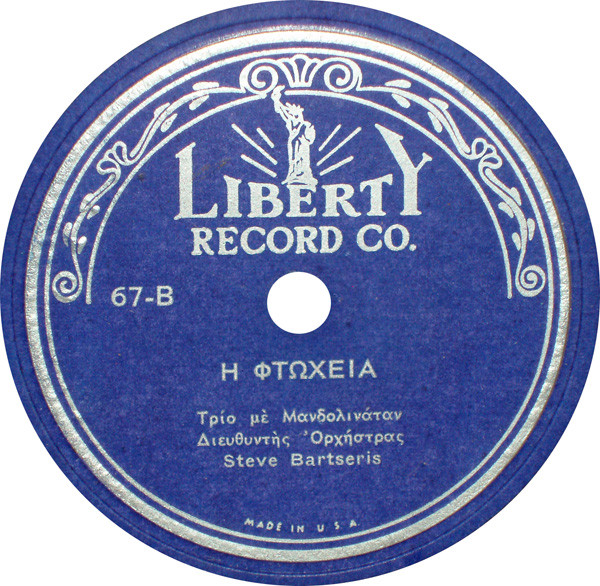 LIBERTY
RECORD CO.
67-B
Η ΦΤΩΧΕΙΑ
Τρίο μὲ Μανδολινάταν
Διευθυντὴς Ὀρχήστρας
Steve Bartseris
MADE IN U.S.A.